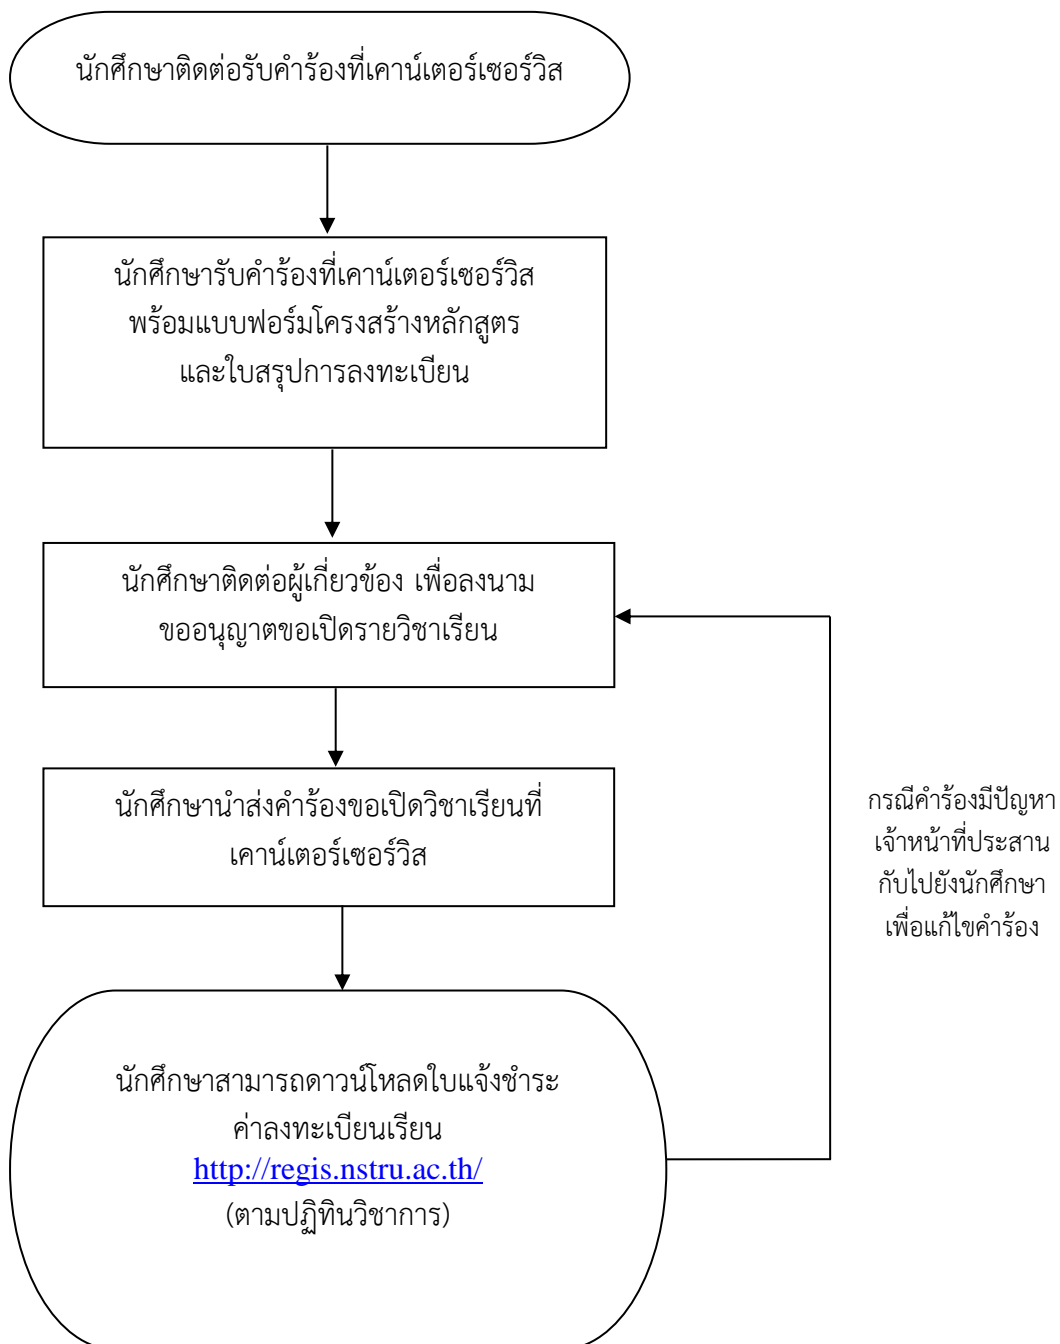 นักศึกษาติดต่อรับคำร้องที่เคาน์เตอร์เซอร์วิส
นักศึกษารับคำร้องที่เคาน์เตอร์เซอร์วิส
พร้อมแบบฟอร์มโครงสร้างหลักสูตร
และใบสรุปการลงทะเบียน
นักศึกษาติดต่อผู้เกี่ยวข้อง เพื่อลงนาม
ขออนุญาตขอเปิดรายวิชาเรียน
นักศึกษานำส่งคำร้องขอเปิดวิชาเรียนที่
เคาน์เตอร์เซอร์วิส
กรณีคำร้องมีปัญหา
เจ้าหน้าที่ประสาน
กับไปยังนักศึกษา
เพื่อแก้ไขคำร้อง
นักศึกษาสามารถดาวน์โหลดใบแจ้งชำระ
ค่าลงทะเบียนเรียน
http://regis.nstru.ac.th/
(ตามปฏิทินวิชาการ)